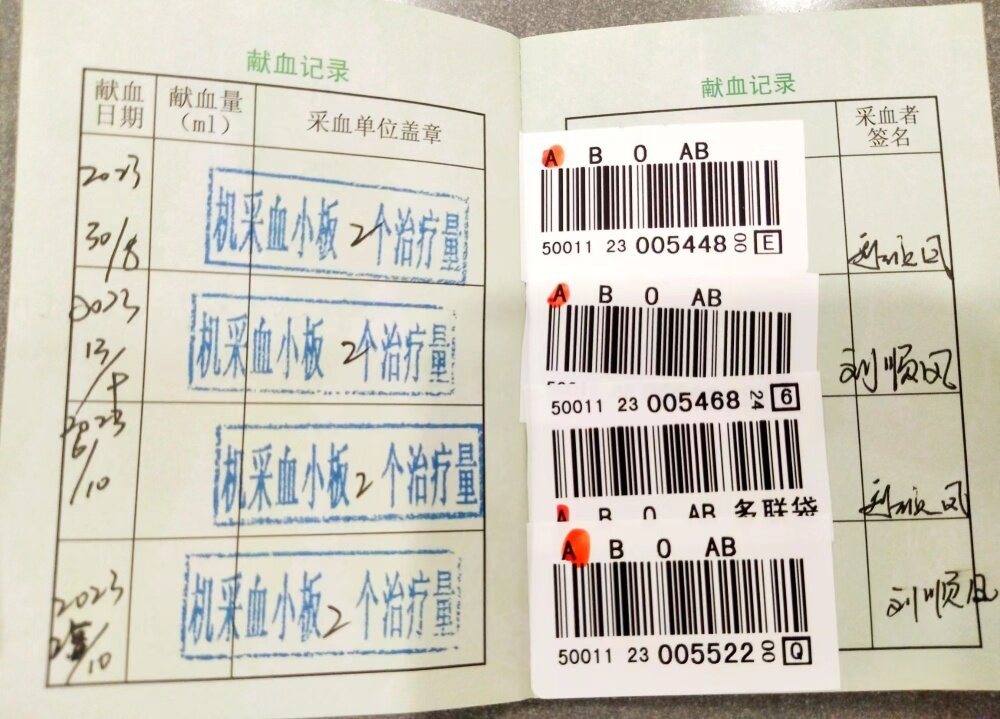 献血记录
献血日期
献血量（ml）
采血单位盖章
2023
30/8
机采血小板2个治疗量
2023
13/9
机采血小板2个治疗量
2023
6/10
机采血小板2个治疗量
2023
/10
机采血小板2个治疗量
献血记录
采血者签名
A B O AB
50011 23 005448 00 E
A B O AB
50011 23 005468 24 6
A B O AB 多联袋
A B O AB
50011 23 005522 00 Q
刘顺风
刘顺风
刘顺风
刘顺风